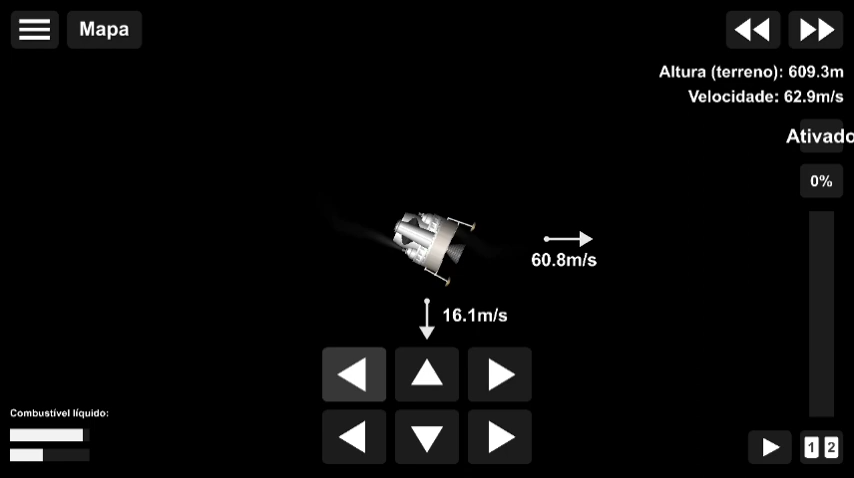 Mapa
Altura (terreno): 609.3m
Velocidade: 62.9m/s
Ativado
0%
60.8m/s
16.1m/s
Combustível líquido:
1 2